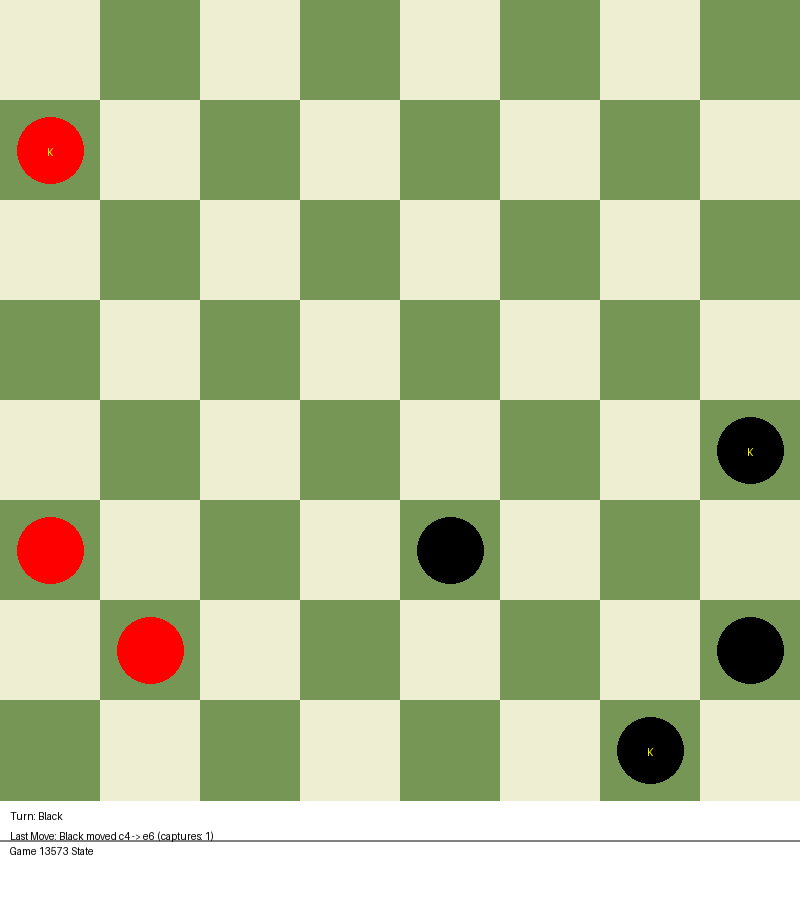 K
K
K
Turn: Black
Last Move: Black moved c4 -> e6 (captures: 1)
Game 13573 State